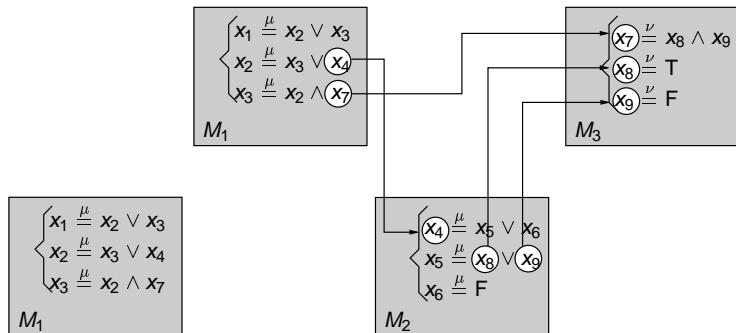 x₁ ≝μ x₂ ∨ x₃
x₂ ≝μ x₃ ∨ x₄
x₃ ≝μ x₂ ∧ x₇
M₁
x₇ ≝ν x₈ ∧ x₉
x₈ ≝ν T
x₉ ≝ν F
M₃
x₁ ≝μ x₂ ∨ x₃
x₂ ≝μ x₃ ∨ x₄
x₃ ≝μ x₂ ∧ x₇
M₁
x₄ ≝μ x₅ ∨ x₆
x₅ ≝μ x₈ ∨ x₉
x₆ ≝μ F
M₂